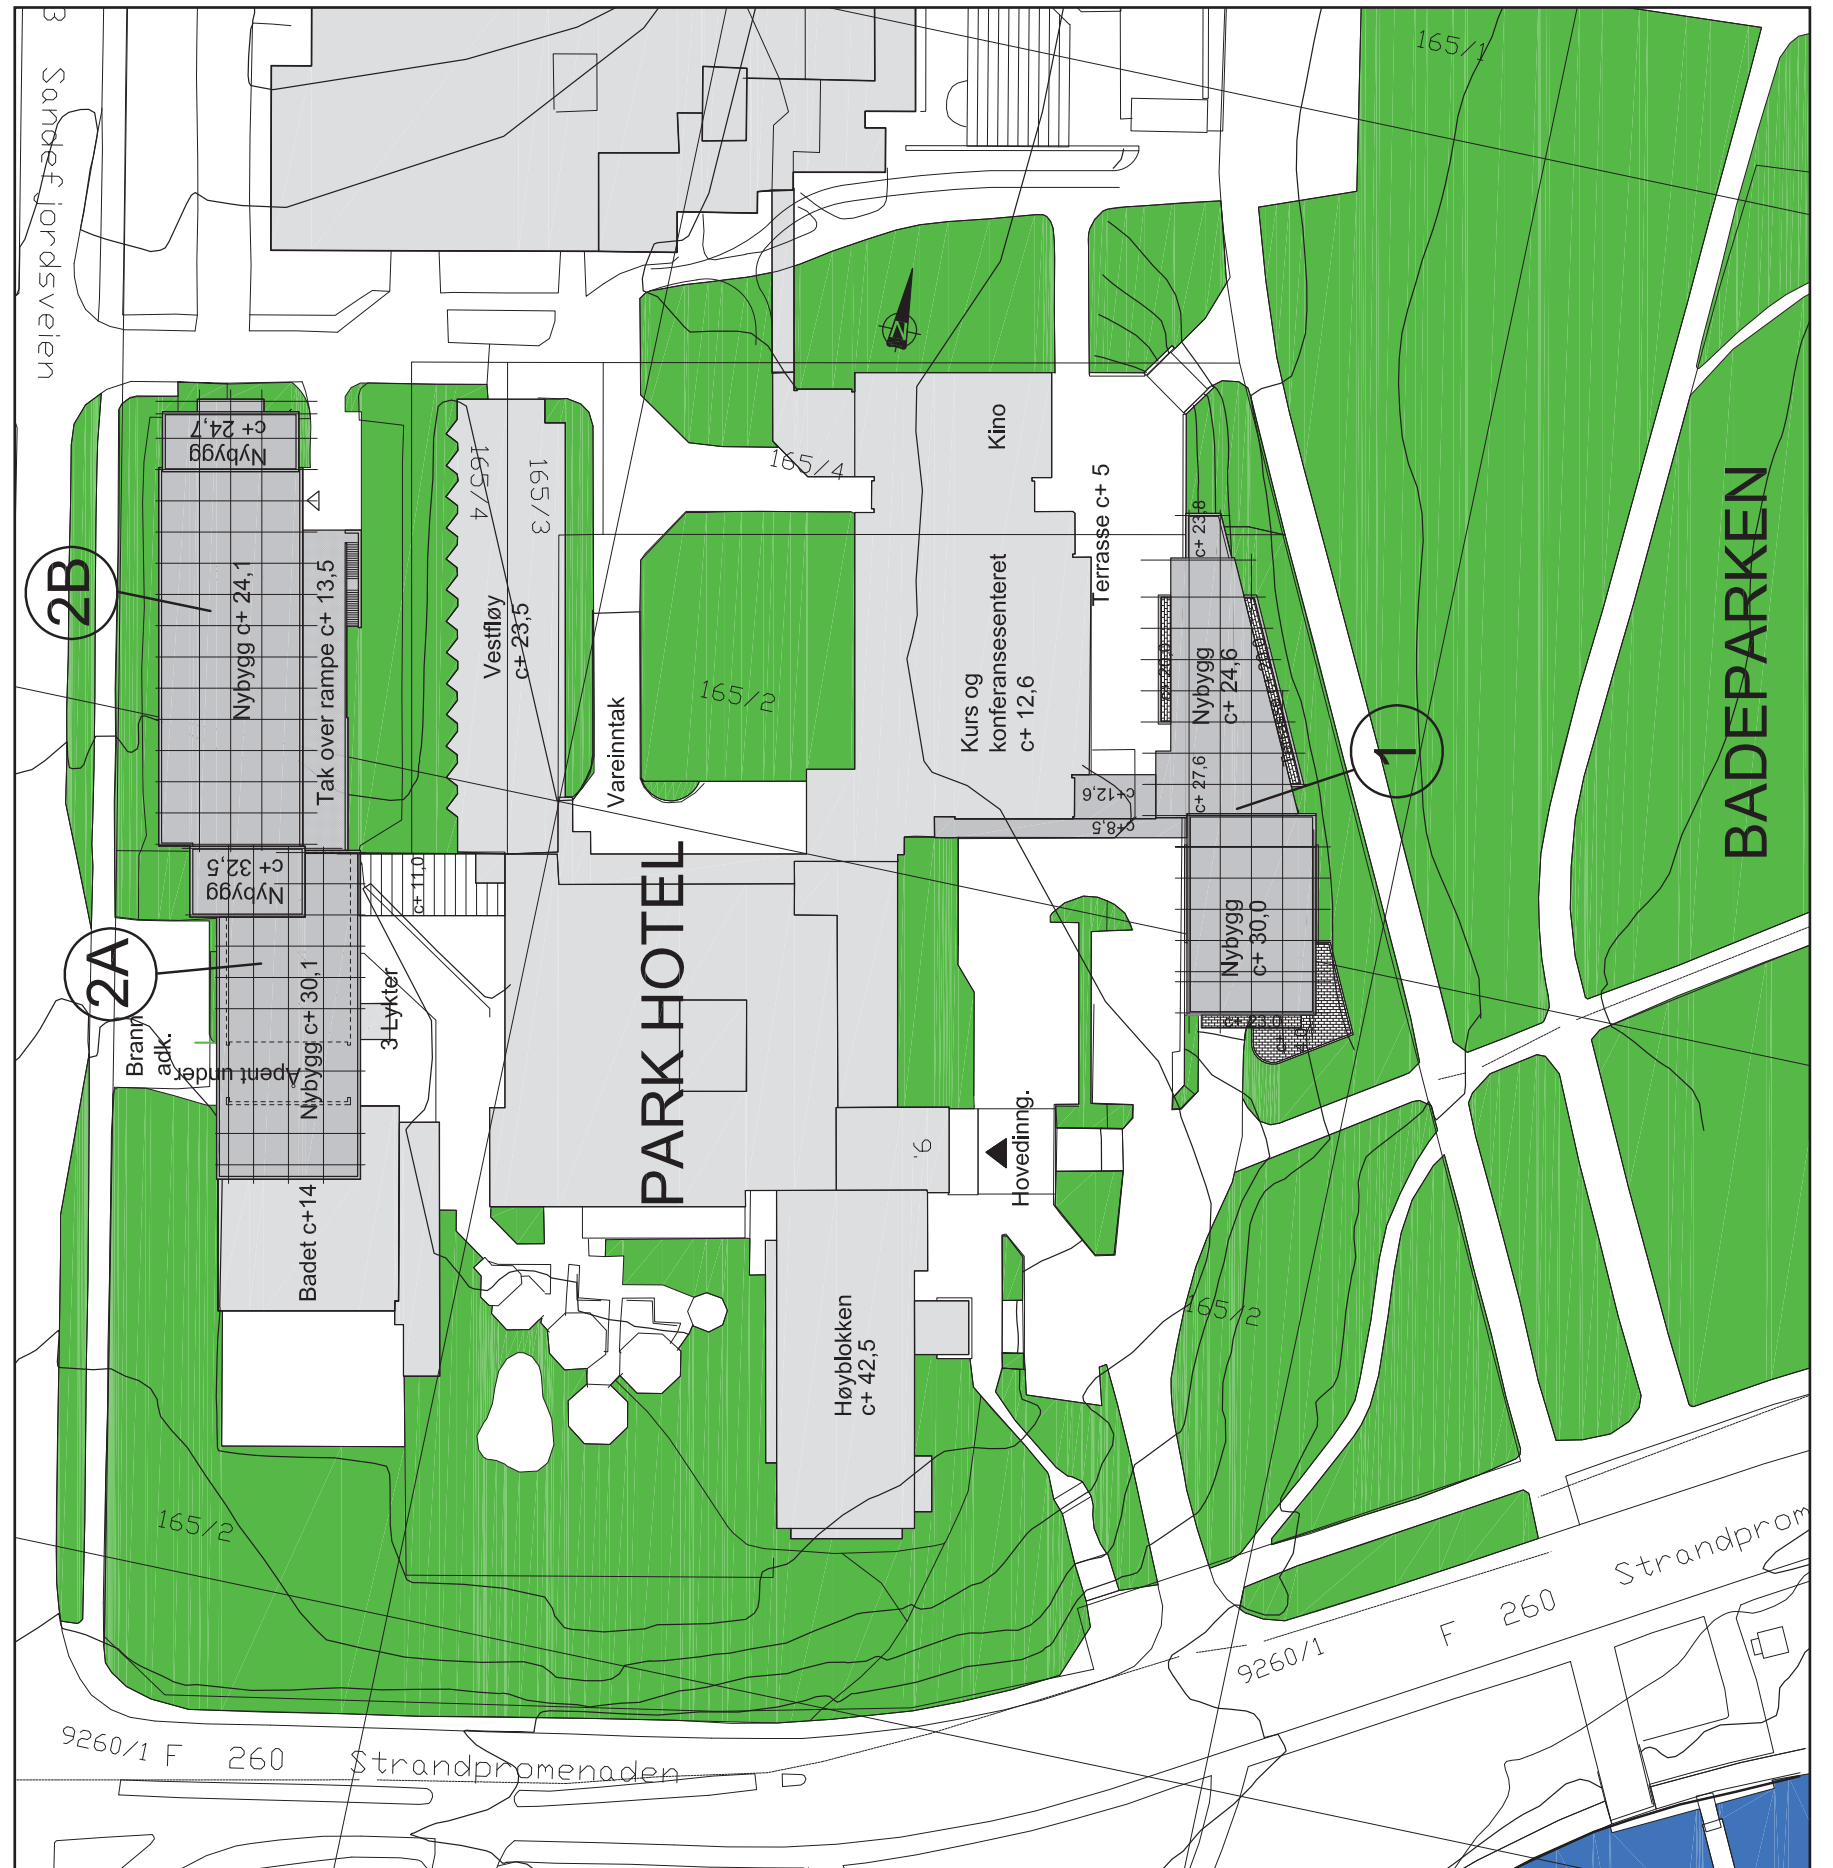 3 Sandefjordsveien
165/1
N
Nybygg
c+ 24,7
165/4
165/3
165/4
Kino
Terrasse c+ 5
c+ 23,8
2B
Nybygg c+ 24,1
Tak over rampe c+ 13,5
Vestfløy
c+ 23,5
165/2
Vareinntak
Kurs og
konferansesenteret
c+ 12,6
Nybygg
c+ 24,6
c+ 27,6
c+12,6
c+8,5
1
BADEPARKEN
Nybygg
c+ 32,5
c+ 11,0
PARK HOTEL
Nybygg
c+ 30,0
2A
Nybygg c+ 30,1
3 Lykter
Brann
adk.
Åpent under
9.
Hovedinng.
Badet c+14
Høyblokken
c+ 42,5
165/2
165/2
Strandprom
F 260
9260/1
9260/1 F 260 Strandpromenaden